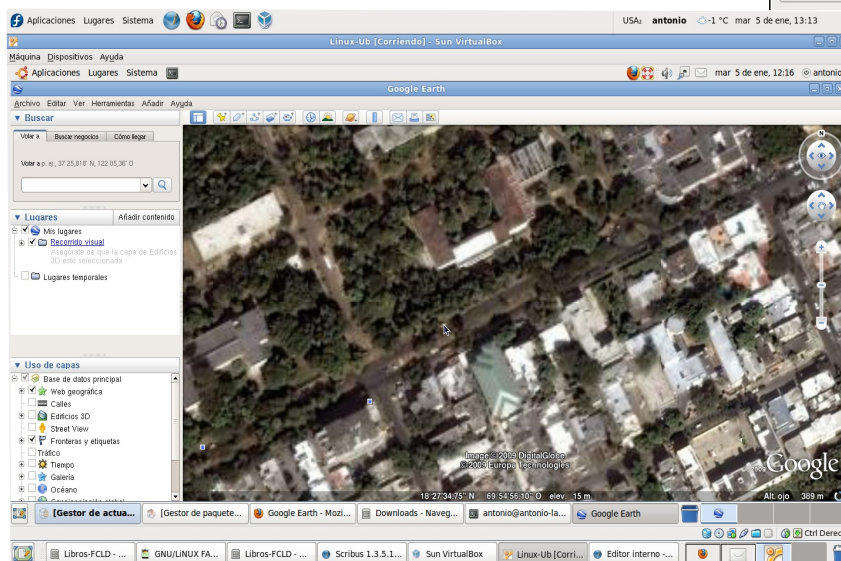 Aplicaciones Lugares Sistema USA₂ antonio -1 °C mar 5 de ene, 13:13
Linux-Ub [Corriendo] - Sun VirtualBox
Máquina Dispositivos Ayuda
Aplicaciones Lugares Sistema mar 5 de ene, 12:16 antonio
Google Earth
Archivo Editar Ver Herramientas Añadir Ayuda
Buscar
Volar a Buscar negocios Cómo llegar
Volar a p. ej., 37 25,818' N, 122 05,36' O
Lugares Añadir contenido
Mis lugares
Recorrido visual
Asegúrate de que la capa de Edificios
3D esté seleccionada
Lugares temporales
Uso de capas
Base de datos principal
Web geográfica
Calles
Edificios 3D
Street View
Fronteras y etiquetas
Tráfico
Tiempo
Galería
Océano
N
Image © 2009 DigitalGlobe
© 2009 Europa Technologies
2009 Google
18°27'34.75" N 69°54'56.10" O elev. 15 m Alt. ojo 389 m
[Gestor de actua... [Gestor de paquete... Google Earth - Mozi... Downloads - Naveg... antonio@antonio-la... Google Earth
Ctrl Derec
Libros-FCLD - ... GNU/LiNUX FA... Libros-FCLD - ... Scribus 1.3.5.1... Sun VirtualBox Linux-Ub [Corri... Editor interno -...